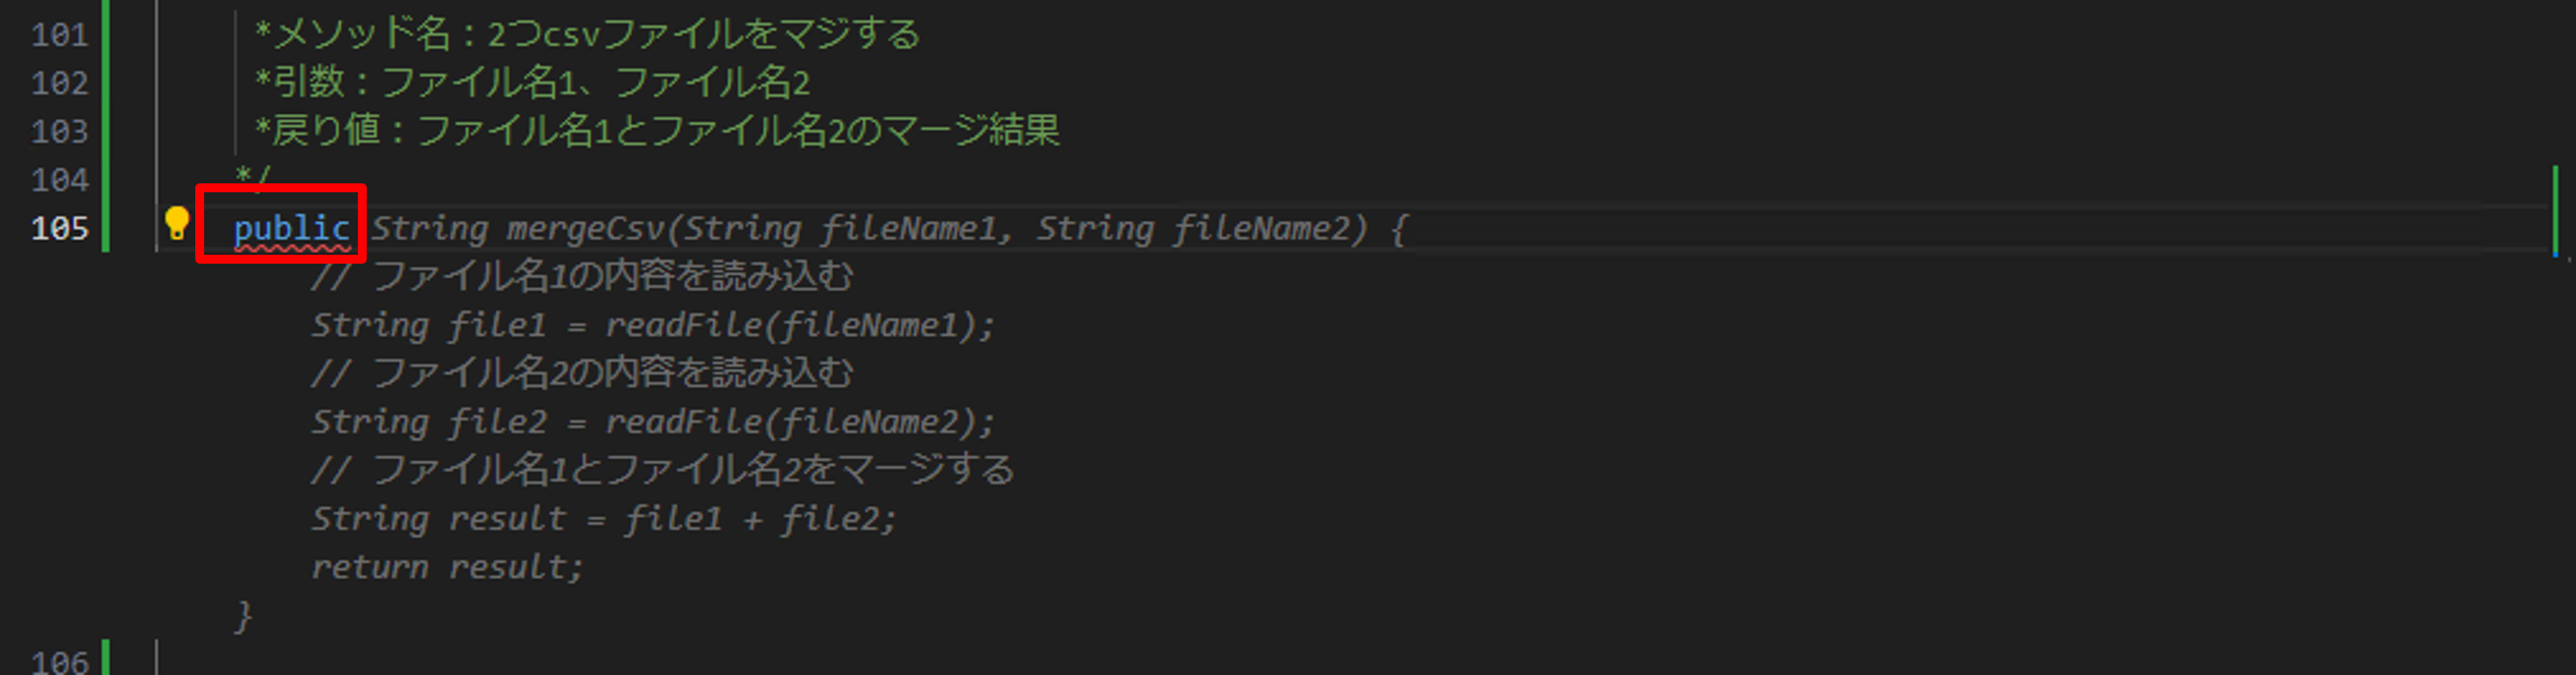 101 *メソッド名：2つcsvファイルをマジする
102 *引数：ファイル名1、ファイル名2
103 *戻り値：ファイル名1とファイル名2のマージ結果
104 */
105 public String mergeCsv(String fileName1, String fileName2) {
// ファイル名1の内容を読み込む
String file1 = readFile(fileName1);
// ファイル名2の内容を読み込む
String file2 = readFile(fileName2);
// ファイル名1とファイル名2をマージする
String result = file1 + file2;
return result;
}
106